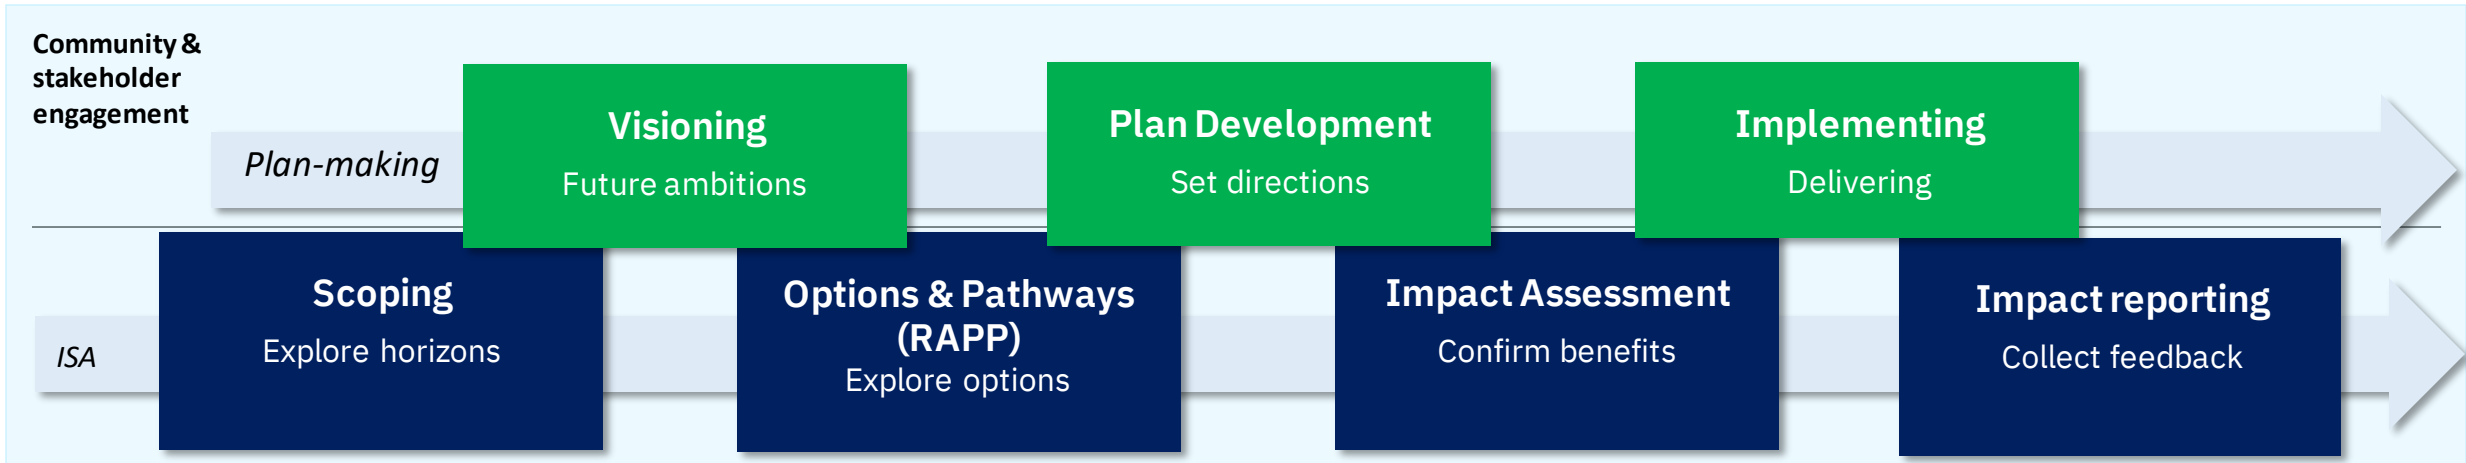 Community &
stakeholder
engagement
Plan-making
Visioning
Future ambitions
Plan Development
Set directions
Implementing
Delivering
ISA
Scoping
Explore horizons
Options & Pathways
(RAPP)
Explore options
Impact Assessment
Confirm benefits
Impact reporting
Collect feedback